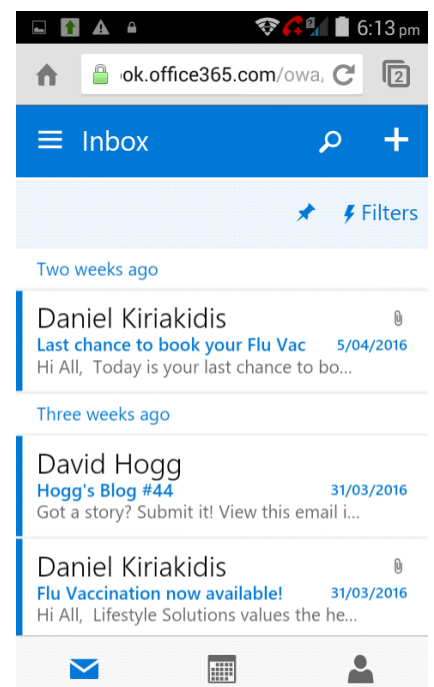 6:13 pm
ok.office365.com/owa,
2
Inbox
Filters
Two weeks ago
Daniel Kiriakidis
Last chance to book your Flu Vac 5/04/2016
Hi All, Today is your last chance to bo...
Three weeks ago
David Hogg
Hogg's Blog #44 31/03/2016
Got a story? Submit it! View this email i...
Daniel Kiriakidis
Flu Vaccination now available! 31/03/2016
Hi All, Lifestyle Solutions values the he...